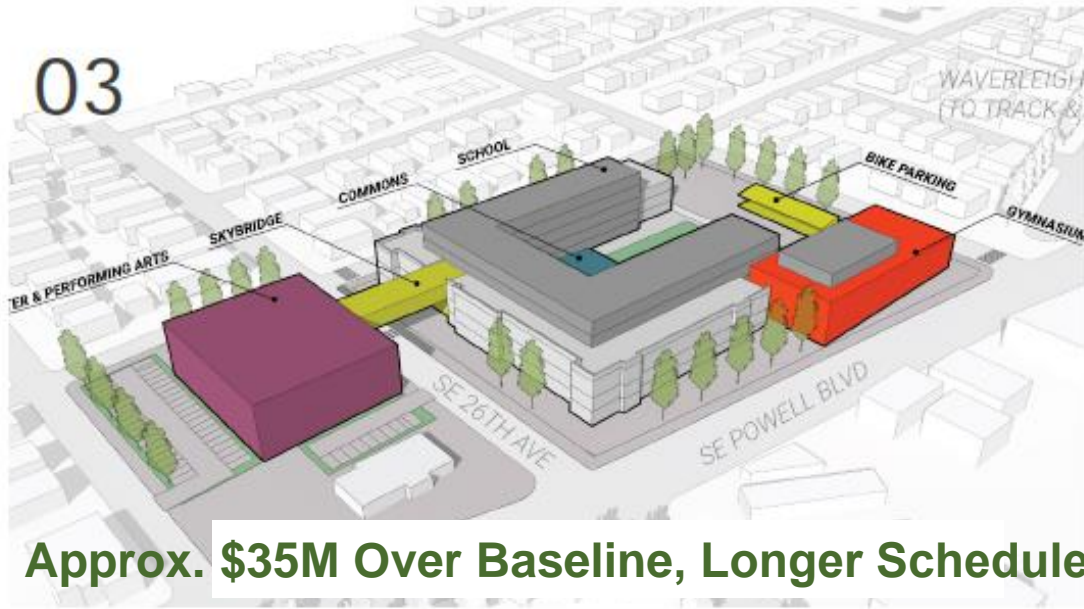 03
WAVERLEIGH
(TO TRACK &
SCHOOL
COMMONS
BIKE PARKING
SKYBRIDGE
GYMNASIUM
ER & PERFORMING ARTS
SE 26TH AVE
SE POWELL BLVD
Approx. $35M Over Baseline, Longer Schedule